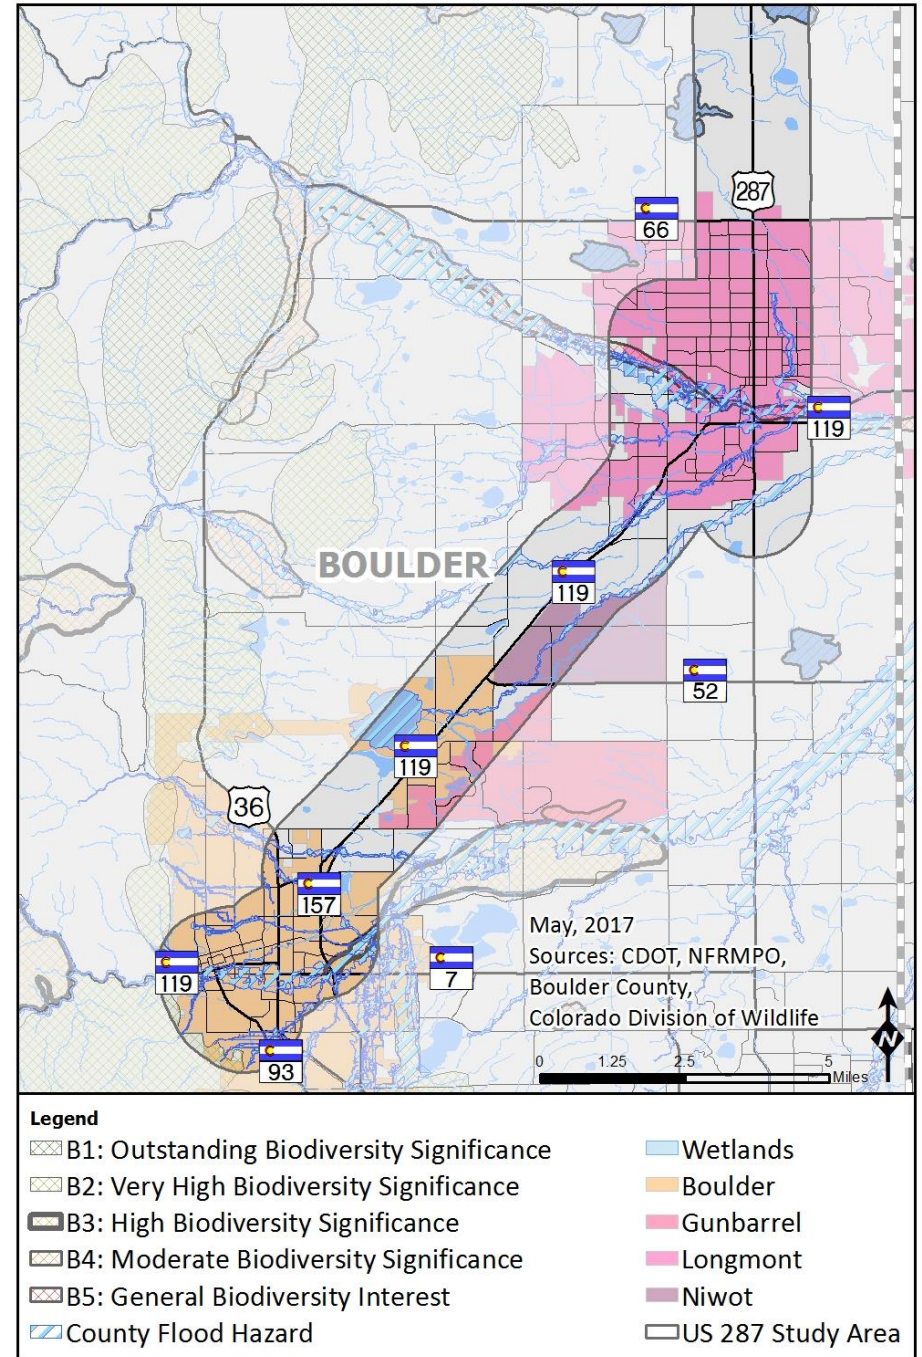 287
66
119
BOULDER
119
52
119
36
157
May, 2017
Sources: CDOT, NFRMPO,
Boulder County,
Colorado Division of Wildlife
119
7
93
N
0 1.25 2.5 5
Miles
Legend
B1: Outstanding Biodiversity Significance
B2: Very High Biodiversity Significance
B3: High Biodiversity Significance
B4: Moderate Biodiversity Significance
B5: General Biodiversity Interest
County Flood Hazard
Wetlands
Boulder
Gunbarrel
Longmont
Niwot
US 287 Study Area